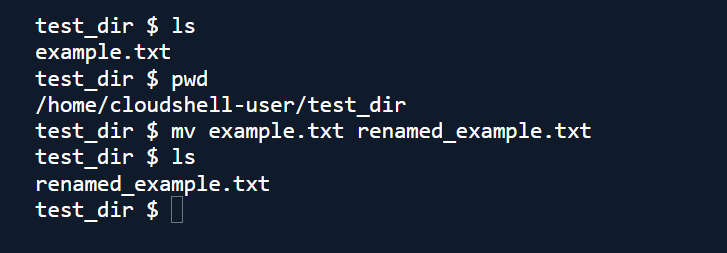 test_dir $ ls
example.txt
test_dir $ pwd
/home/cloudshell-user/test_dir
test_dir $ mv example.txt renamed_example.txt
test_dir $ ls
renamed_example.txt
test_dir $